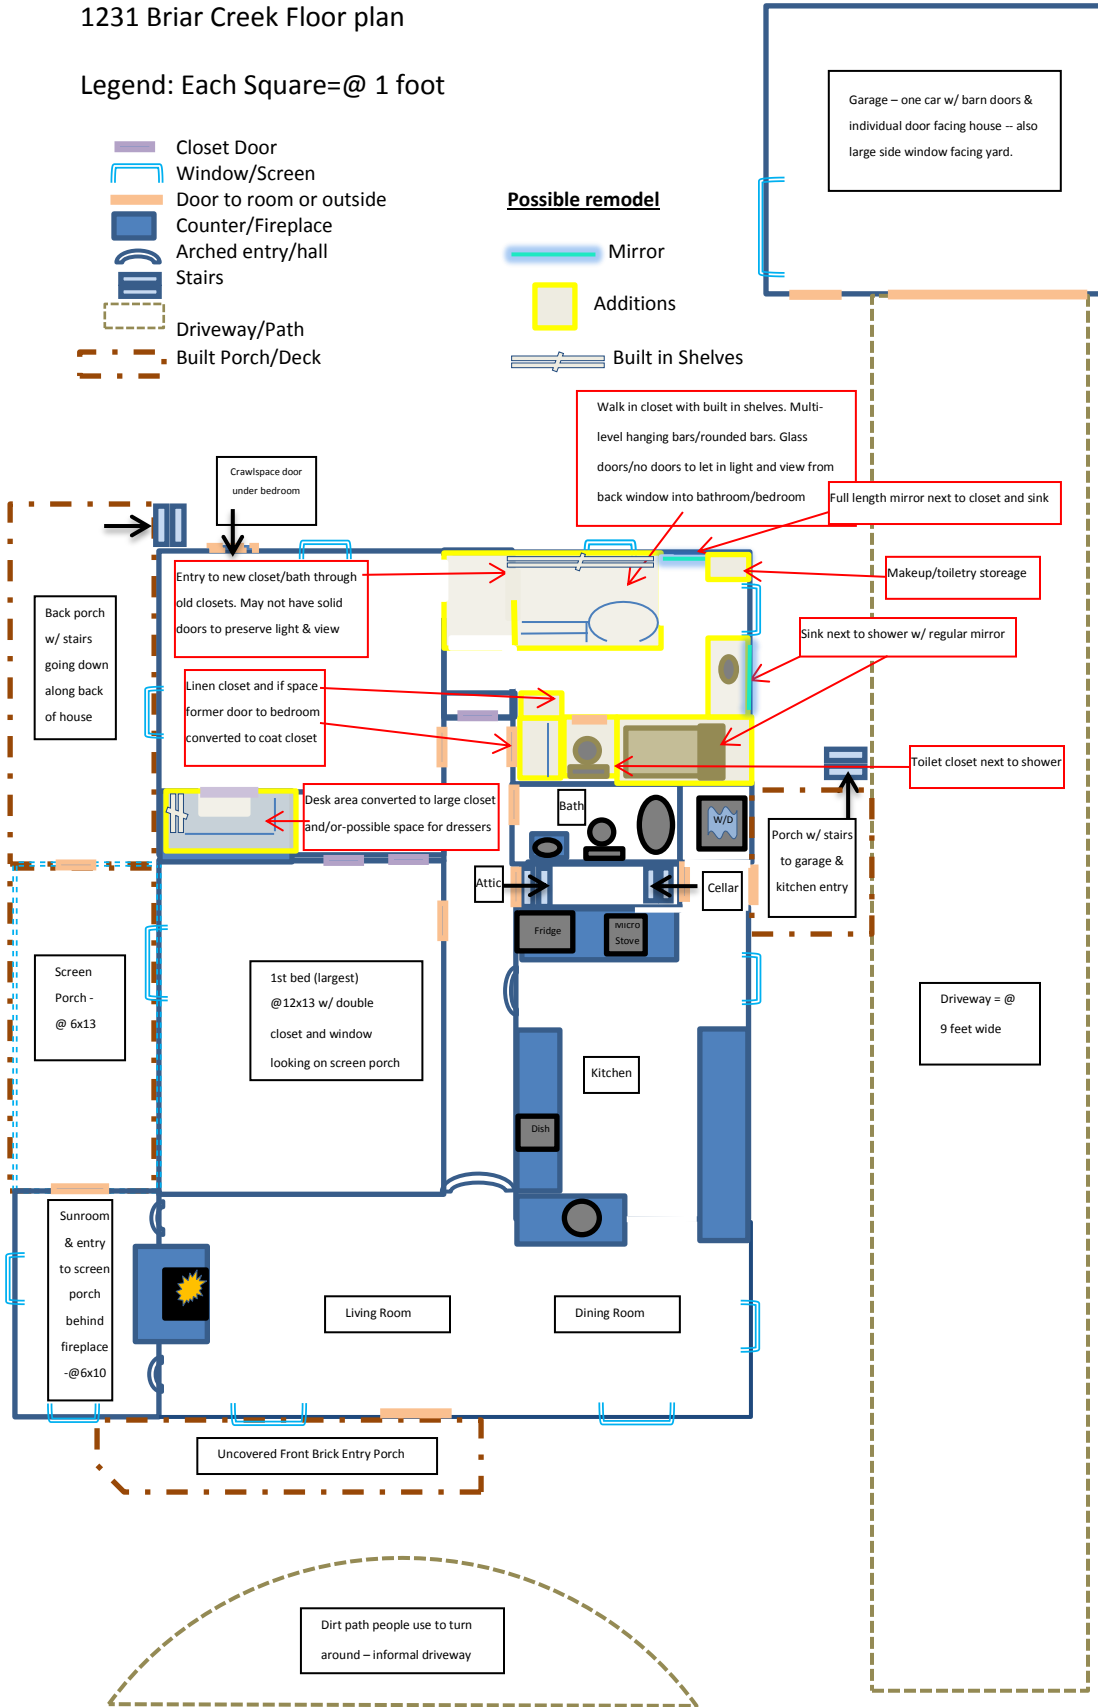 1231 Briar Creek Floor plan
Legend: Each Square=@ 1 foot
Closet Door
Window/Screen
Door to room or outside
Counter/Fireplace
Arched entry/hall
Stairs
Driveway/Path
Built Porch/Deck
Possible remodel
Mirror
Additions
Built in Shelves
Garage – one car w/ barn doors &
individual door facing house -- also
large side window facing yard.
Walk in closet with built in shelves. Multi-
level hanging bars/rounded bars. Glass
doors/no doors to let in light and view from
back window into bathroom/bedroom
Crawlspace door
under bedroom
Full length mirror next to closet and sink
Entry to new closet/bath through
old closets. May not have solid
doors to preserve light & view
Makeup/toiletry storeage
Back porch
w/ stairs
going down
along back
of house
Sink next to shower w/ regular mirror
Linen closet and if space
former door to bedroom
converted to coat closet
Toilet closet next to shower
Desk area converted to large closet
and/or-possible space for dressers
Bath
W/D
Porch w/ stairs
to garage &
kitchen entry
Attic
Cellar
Fridge
Micro
Stove
Screen
Porch -
@ 6x13
1st bed (largest)
@12x13 w/ double
closet and window
looking on screen porch
Driveway = @
9 feet wide
Kitchen
Dish
Sunroom
& entry
to screen
porch
behind
fireplace
-@6x10
Living Room
Dining Room
Uncovered Front Brick Entry Porch
Dirt path people use to turn
around – informal driveway